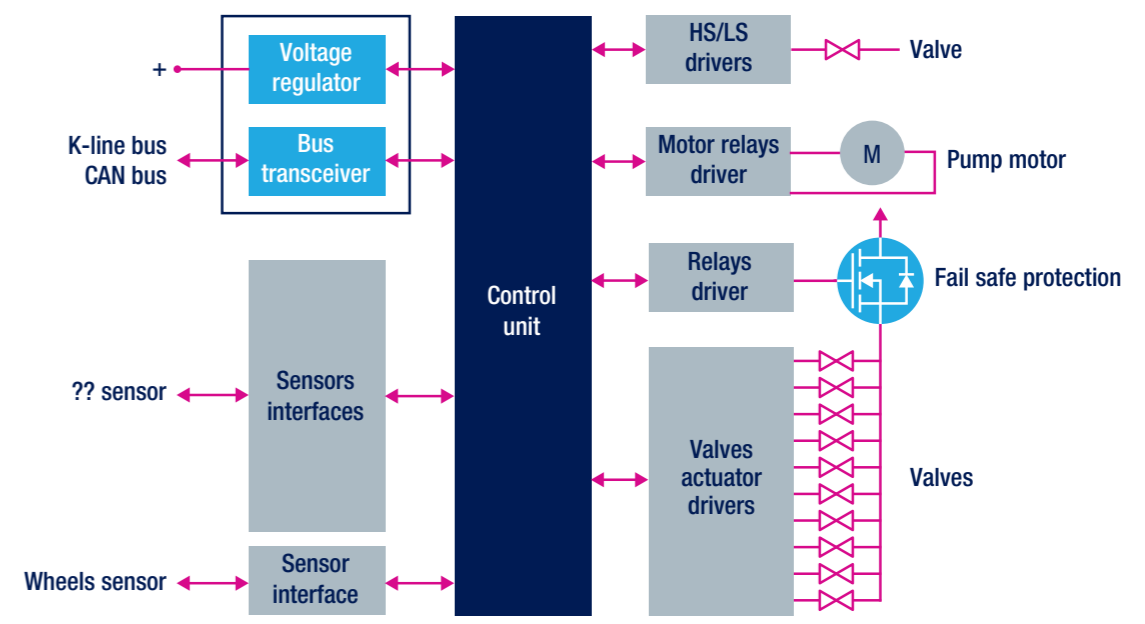 +
Voltage
regulator
K-line bus
CAN bus
Bus
transceiver
?? sensor
Sensors
interfaces
Wheels sensor
Sensor
interface
Control
unit
HS/LS
drivers
Valve
Motor relays
driver
M
Pump motor
Relays
driver
Fail safe protection
Valves
actuator
drivers
Valves